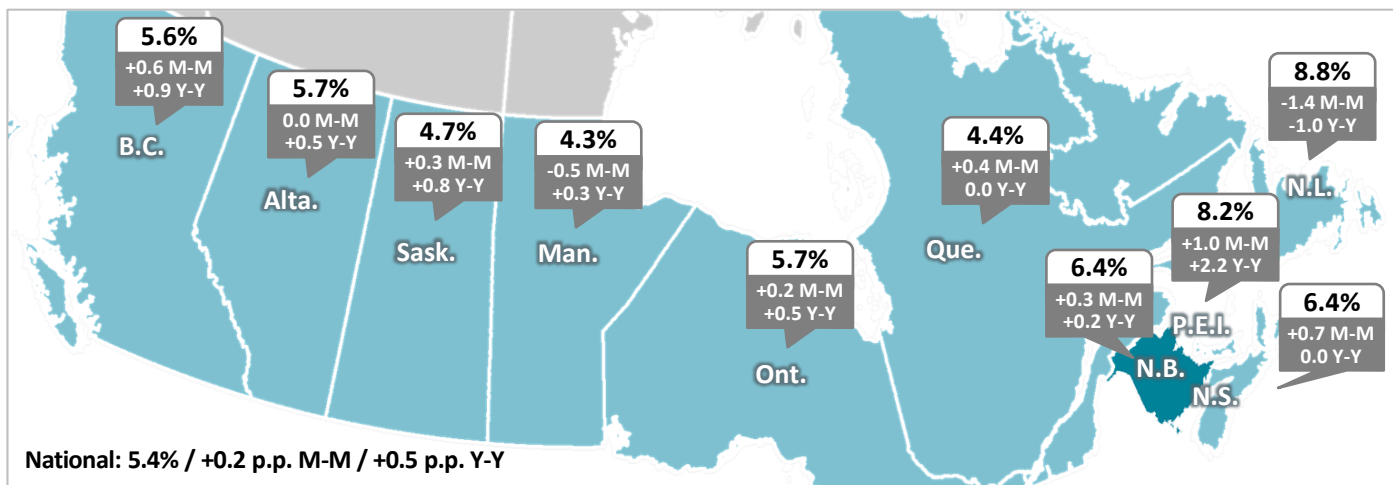 5.6%
+0.6 M-M
+0.9 Y-Y
B.C.
5.7%
0.0 M-M
+0.5 Y-Y
Alta.
4.7%
+0.3 M-M
+0.8 Y-Y
Sask.
4.3%
-0.5 M-M
+0.3 Y-Y
Man.
5.7%
+0.2 M-M
+0.5 Y-Y
Ont.
4.4%
+0.4 M-M
0.0 Y-Y
Que.
6.4%
+0.3 M-M
+0.2 Y-Y
N.B.
8.2%
+1.0 M-M
+2.2 Y-Y
P.E.I.
8.8%
-1.4 M-M
-1.0 Y-Y
N.L.
6.4%
+0.7 M-M
0.0 Y-Y
N.S.
National: 5.4% / +0.2 p.p. M-M / +0.5 p.p. Y-Y